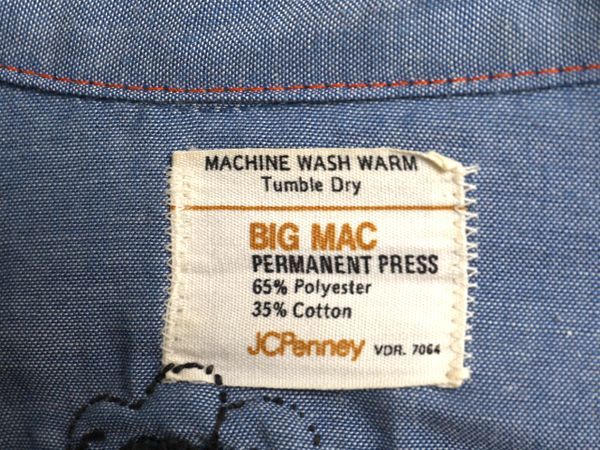 MACHINE WASH WARM
Tumble Dry
BIG MAC
PERMANENT PRESS
65% Polyester
35% Cotton
JCPenney VDR. 7064